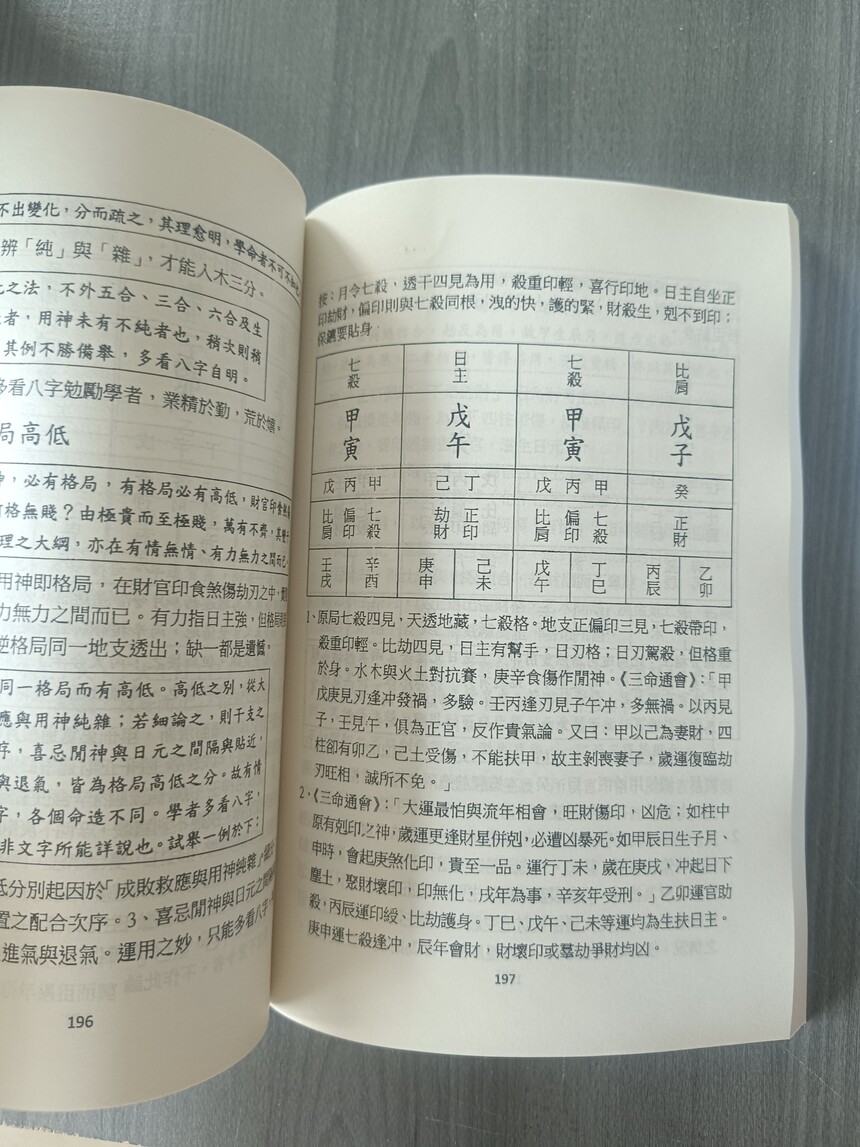 不出變化，分而疏之，其理愈明，學命者不可不
辨「純」與「雜」，才能入木三分。
之法，不外五合、三合、六合及生
者，用神未有不純者也，稍次則稍
其例不勝備舉，多看八字自明。
多看八字勉勵學者，業精於勤，荒於嬉。
局高低
，必有格局，有格局必有高低，財官印食煞傷
格無賤？由極貴而至極賤，萬有不齊，其
理之大綱，亦在有情無情、有力無力之間而已。
用神即格局，在財官印食煞傷劫刃之中，
力無力之間而已。有力指日主強，但格局
逆格局同一地支透出；缺一都是遺憾。
同一格局而有高低。高低之別，從大
應與用神純雜；若細論之，則干支之
序，喜忌閒神與日元之間隔與貼近，
與退氣，皆為格局高低之分。故有情
字，各個命造不同。學者多看八字，
非文字所能詳說也。試舉一例於下：
低分別起因於「成敗救應與用神純雜」
置之配合次序。3、喜忌閒神與日元之間
進氣與退氣。運用之妙，只能多看八字，
196
按：月令七殺，透干四見為用，殺重印輕，喜行印地。日主自坐正
印劫財，偏印則與七殺同根，洩的快，護的緊，財殺生，剋不到印；
保鑣要貼身。
七殺 日主 七殺 比肩
甲寅 戊午 甲寅 戊子
戊丙甲 己丁 戊丙甲 癸
比肩 偏印 七殺 劫財 正印 比肩 偏印 七殺 正財
壬戌 辛酉 庚申 己未 戊午 丁巳 丙辰 乙卯
1、原局七殺四見，天透地藏，七殺格。地支正偏印三見，七殺帶印，
殺重印輕。比劫四見，日主有幫手，日刃格；日刃駕殺，但格重
於身。水木與火土對抗賽，庚辛食傷作閒神。《三命通會》：「甲
戊庚見刃逢冲發禍，多驗。壬丙逢刃見子午冲，多無禍。以丙見
子，壬見午，俱為正官，反作貴氣論。又曰：甲以己為妻財，四
柱卻有卯乙，己土受傷，不能扶甲，故主剝喪妻子，歲運復臨劫
刃旺相，誠所不免。」
2，《三命通會》：「大運最怕與流年相會，旺財傷印，凶危；如柱中
原有剋印之神，歲運更逢財星併剋，必遭凶暴死。如甲辰日生子月、
申時，會起庚煞化印，貴至一品。運行丁未，歲在庚戌，冲起日下
塵土，聚財壞印，印無化，戌年為事，辛亥年受刑。」乙卯運官助
殺，丙辰運印綬、比劫護身。丁巳、戊午、己未等運均為生扶日主。
庚申運七殺逢冲，辰年會財，財壞印或羣劫爭財均凶。
197